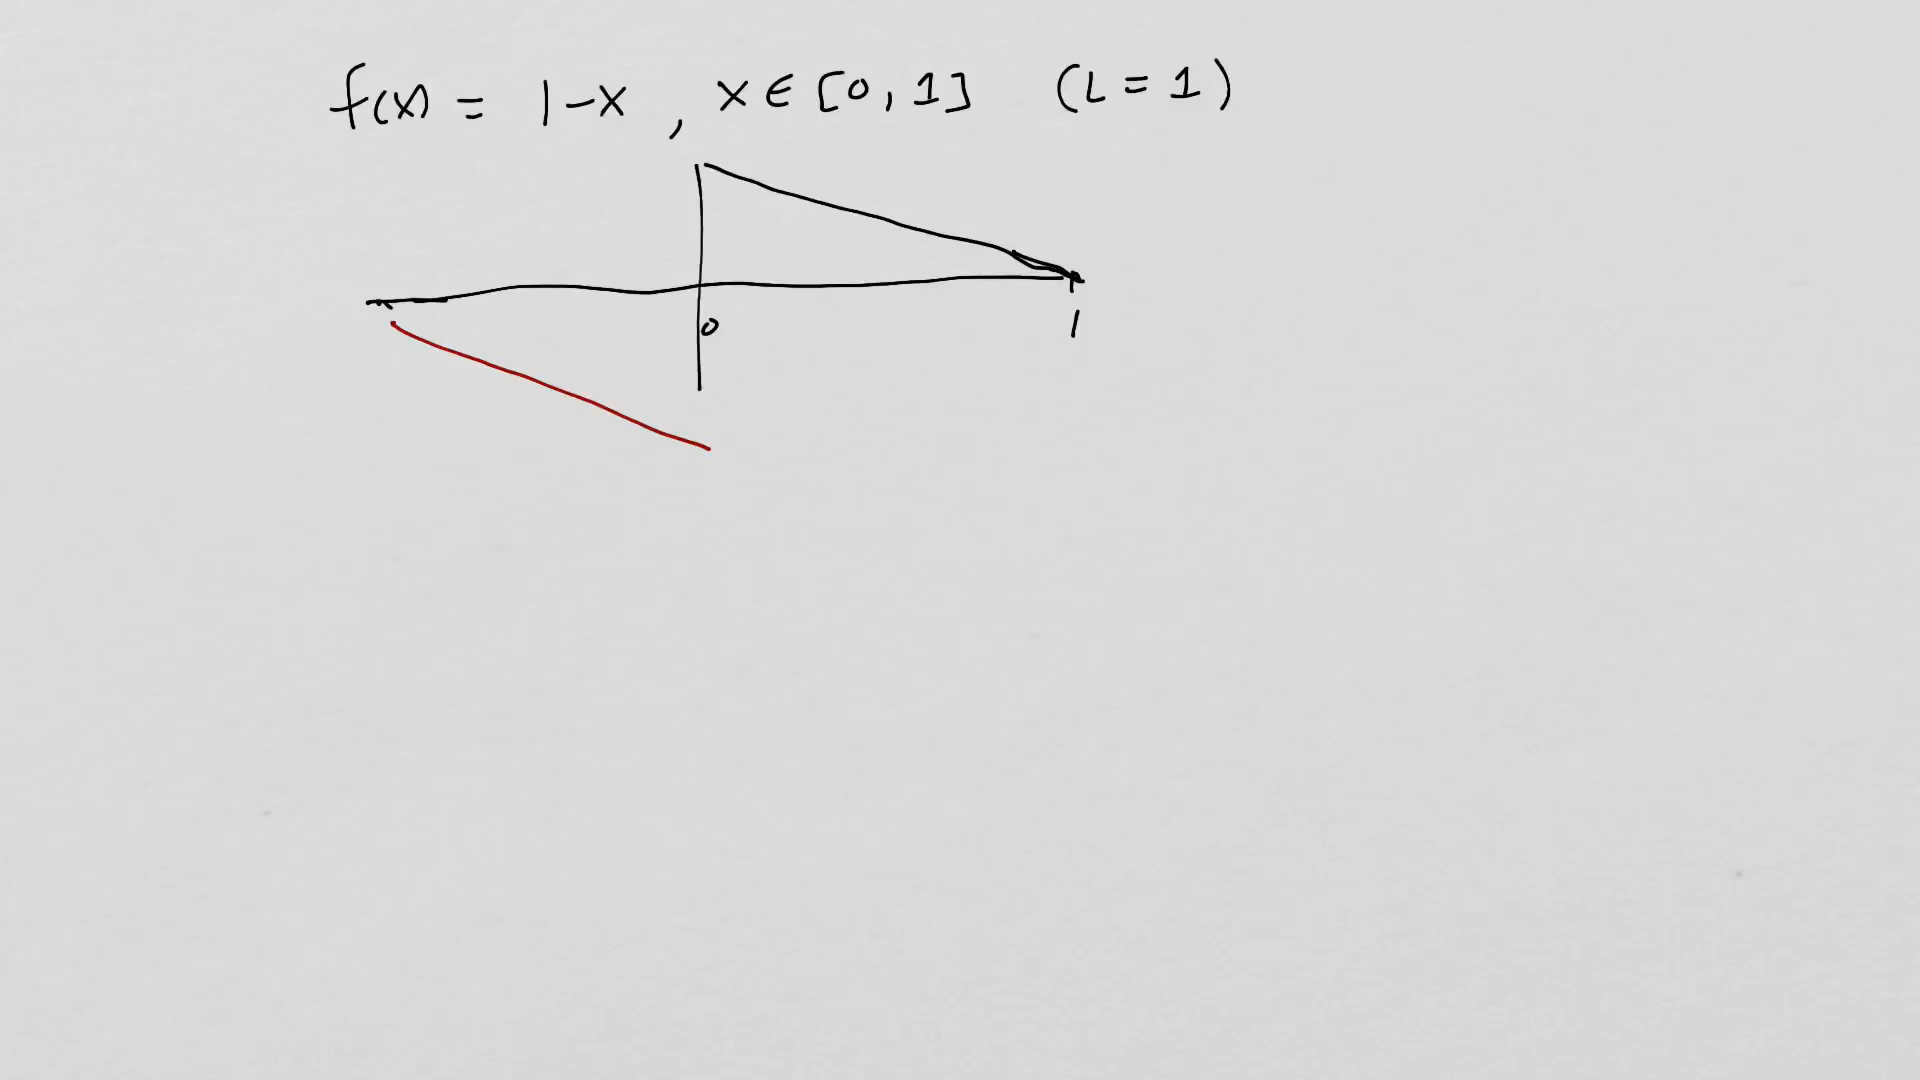 f(x) = 1-x , x ∈ [0, 1] (L = 1)
0
1